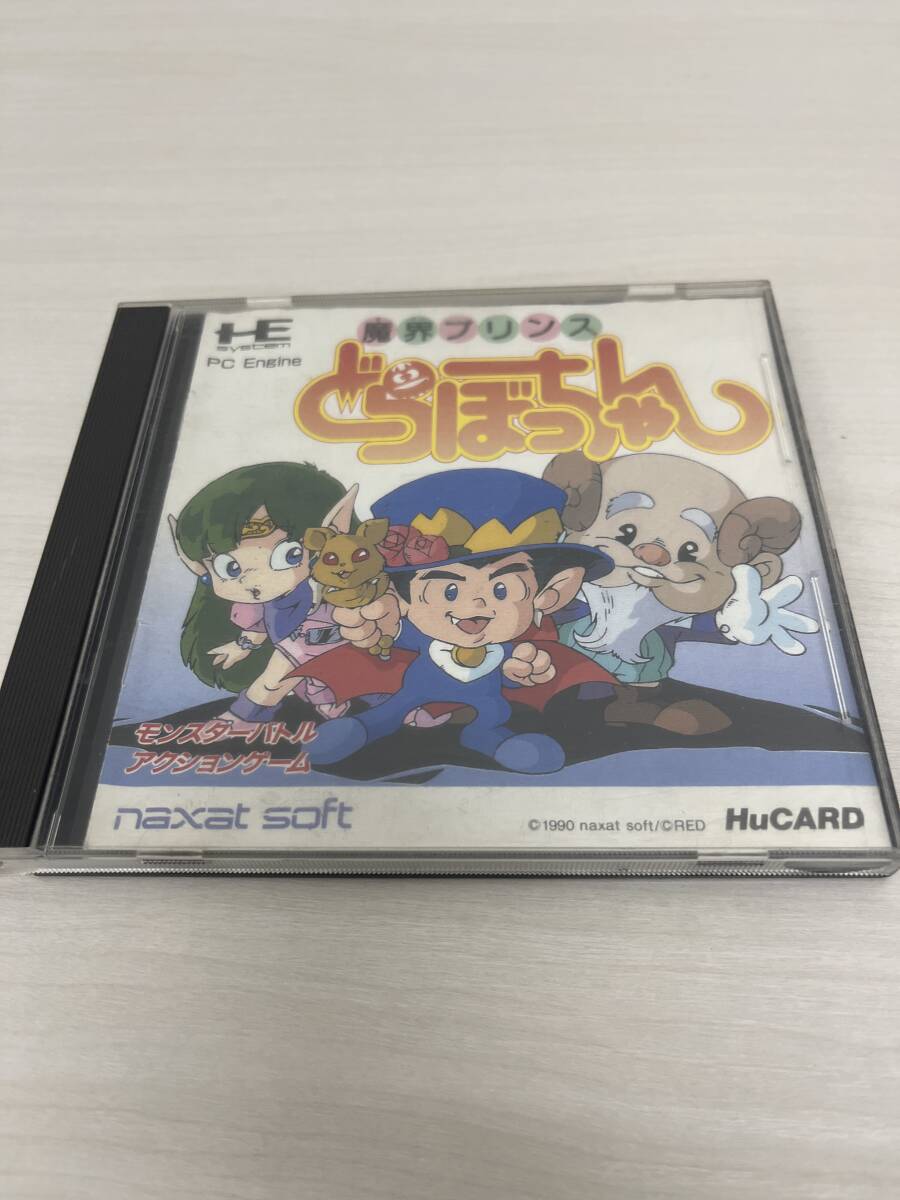 HE
system
PC Engine
魔界プリンス
どらぼっちゃん
モンスターバトル
アクションゲーム
naxat soft
©1990 naxat soft/©RED
HuCARD